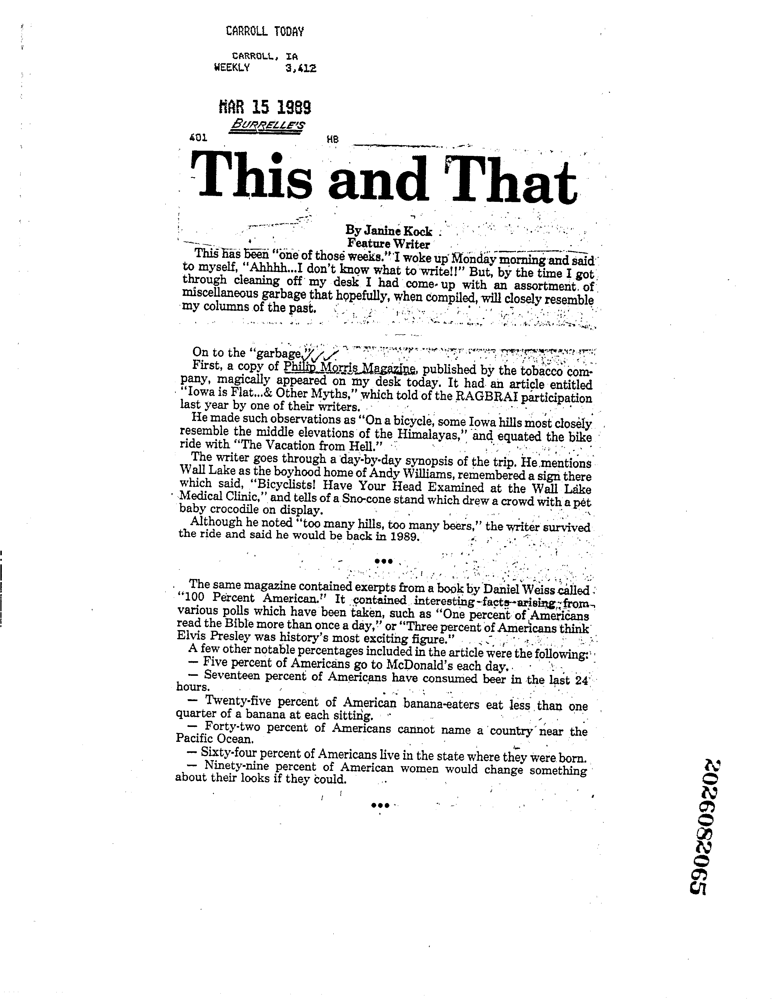 CARROLL TODAY
CARROLL, IA
WEEKLY 3,412
MAR 15 1989
BURRELLE'S
401 HB
This and That
By Janine Kock
Feature Writer
This has been "one of those weeks." I woke up Monday morning and said
to myself, "Ahhhh...I don't know what to write!!" But, by the time I got
through cleaning off my desk I had come up with an assortment of
miscellaneous garbage that hopefully, when compiled, will closely resemble
my columns of the past.
On to the "garbage."
First, a copy of Philip Morris Magazine, published by the tobacco com-
pany, magically appeared on my desk today. It had an article entitled
"Iowa is Flat...& Other Myths," which told of the RAGBRAI participation
last year by one of their writers.
He made such observations as "On a bicycle, some Iowa hills most closely
resemble the middle elevations of the Himalayas," and equated the bike
ride with "The Vacation from Hell."
The writer goes through a day-by-day synopsis of the trip. He mentions
Wall Lake as the boyhood home of Andy Williams, remembered a sign there
which said, "Bicyclists! Have Your Head Examined at the Wall Lake
Medical Clinic," and tells of a Sno-cone stand which drew a crowd with a pet
baby crocodile on display.
Although he noted "too many hills, too many beers," the writer survived
the ride and said he would be back in 1989.
•••
The same magazine contained exerpts from a book by Daniel Weiss called
"100 Percent American." It contained interesting facts arising from
various polls which have been taken, such as "One percent of Americans
read the Bible more than once a day," or "Three percent of Americans think
Elvis Presley was history's most exciting figure."
A few other notable percentages included in the article were the following:
— Five percent of Americans go to McDonald's each day.
— Seventeen percent of Americans have consumed beer in the last 24
hours.
— Twenty-five percent of American banana-eaters eat less than one
quarter of a banana at each sitting.
— Forty-two percent of Americans cannot name a country near the
Pacific Ocean.
— Sixty-four percent of Americans live in the state where they were born.
— Ninety-nine percent of American women would change something
about their looks if they could.
•••
2026082065